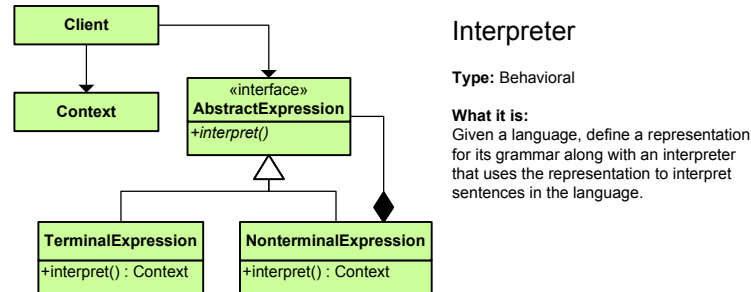 Client
Context
«interface»
AbstractExpression
+interpret()
TerminalExpression
+interpret() : Context
NonterminalExpression
+interpret() : Context
Interpreter
Type: Behavioral
What it is:
Given a language, define a representation
for its grammar along with an interpreter
that uses the representation to interpret
sentences in the language.